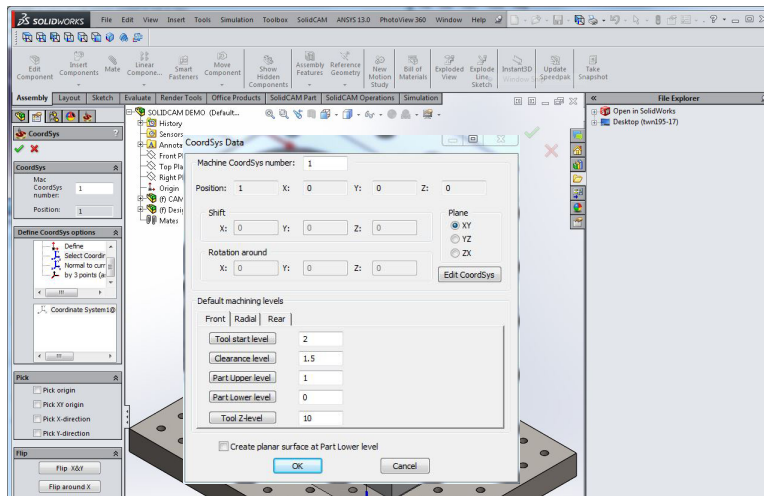 SOLIDWORKS File Edit View Insert Tools Simulation Toolbox SolidCAM ANSYS 13.0 PhotoView 360 Window Help
Edit Component
Insert Components
Mate
Linear Compone...
Smart Fasteners
Move Component
Show Hidden Components
Assembly Features
Reference Geometry
New Motion Study
Bill of Materials
Exploded View
Explode Line Sketch
Instant3D
Update Speedpak
Take Snapshot
Assembly Layout Sketch Evaluate Render Tools Office Products SolidCAM Part SolidCAM Operations Simulation
« File Explorer
Open in SolidWorks
Desktop (twn195-17)
CoordSys ?
CoordSys
Mac CoordSys number: 1
Position: 1
Define CoordSys options
Define
Select Coordir
Normal to curr
by 3 points (a
Coordinate System1@
Pick
Pick origin
Pick XY origin
Pick X-direction
Pick Y-direction
Flip
Flip X&Y
Flip around X
SOLIDCAM DEMO (Default...
History
Sensors
Annota
Front Pl
Top Pla
Right Pl
Origin
(f) CAM
(f) Desig
Mates
CoordSys Data
Machine CoordSys number: 1
Position: 1 X: 0 Y: 0 Z: 0
Shift
X: 0 Y: 0 Z: 0
Rotation around
X: 0 Y: 0 Z: 0
Plane
XY
YZ
ZX
Edit CoordSys
Default machining levels
Front Radial Rear
Tool start level 2
Clearance level 1.5
Part Upper level 1
Part Lower level 0
Tool Z-level 10
Create planar surface at Part Lower level
OK Cancel